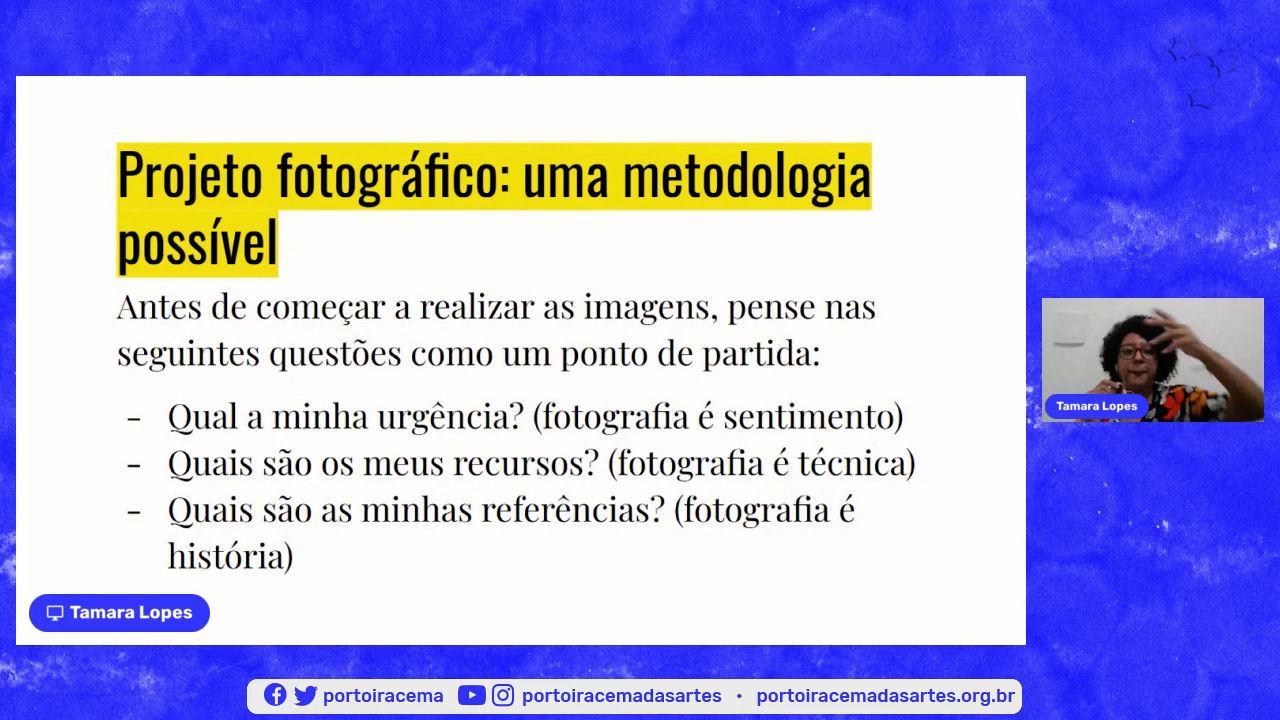 Projeto fotográfico: uma metodologia
possível
Antes de começar a realizar as imagens, pense nas
seguintes questões como um ponto de partida:
- Qual a minha urgência? (fotografia é sentimento)
- Quais são os meus recursos? (fotografia é técnica)
- Quais são as minhas referências? (fotografia é
história)
Tamara Lopes
Tamara Lopes
portoiracema portoiracemadasartes • portoiracemadasartes.org.br